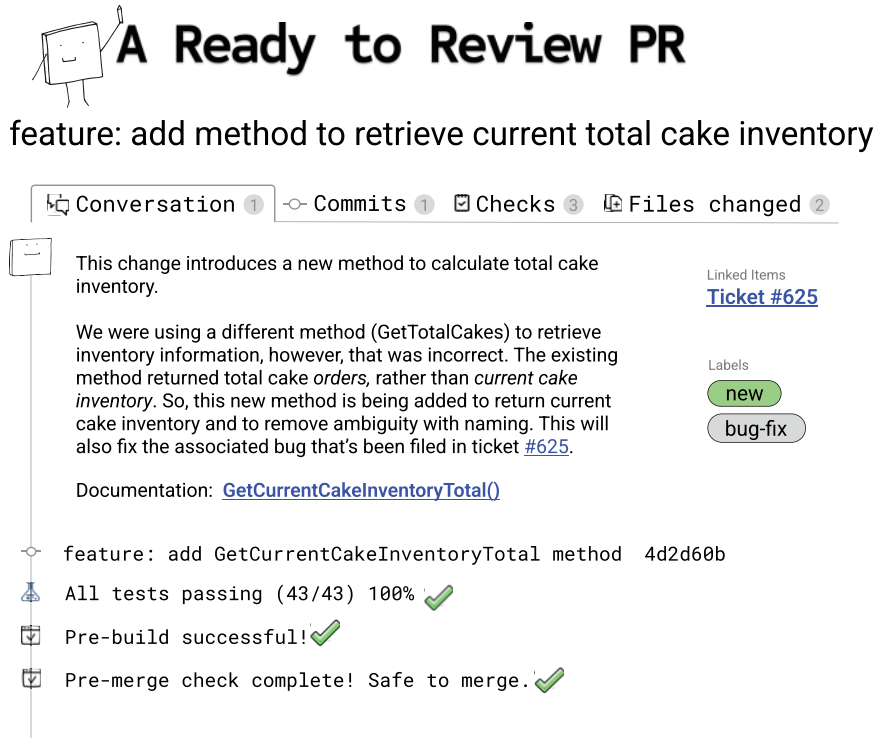 A Ready to Review PR
feature: add method to retrieve current total cake inventory
Conversation 1 Commits 1 Checks 3 Files changed 2
This change introduces a new method to calculate total cake
inventory.
Linked Items
Ticket #625
We were using a different method (GetTotalCakes) to retrieve
inventory information, however, that was incorrect. The existing
method returned total cake orders, rather than current cake
inventory. So, this new method is being added to return current
cake inventory and to remove ambiguity with naming. This will
also fix the associated bug that's been filed in ticket #625.
Labels
new
bug-fix
Documentation: GetCurrentCakeInventoryTotal()
feature: add GetCurrentCakeInventoryTotal method 4d2d60b
All tests passing (43/43) 100%
Pre-build successful!
Pre-merge check complete! Safe to merge.